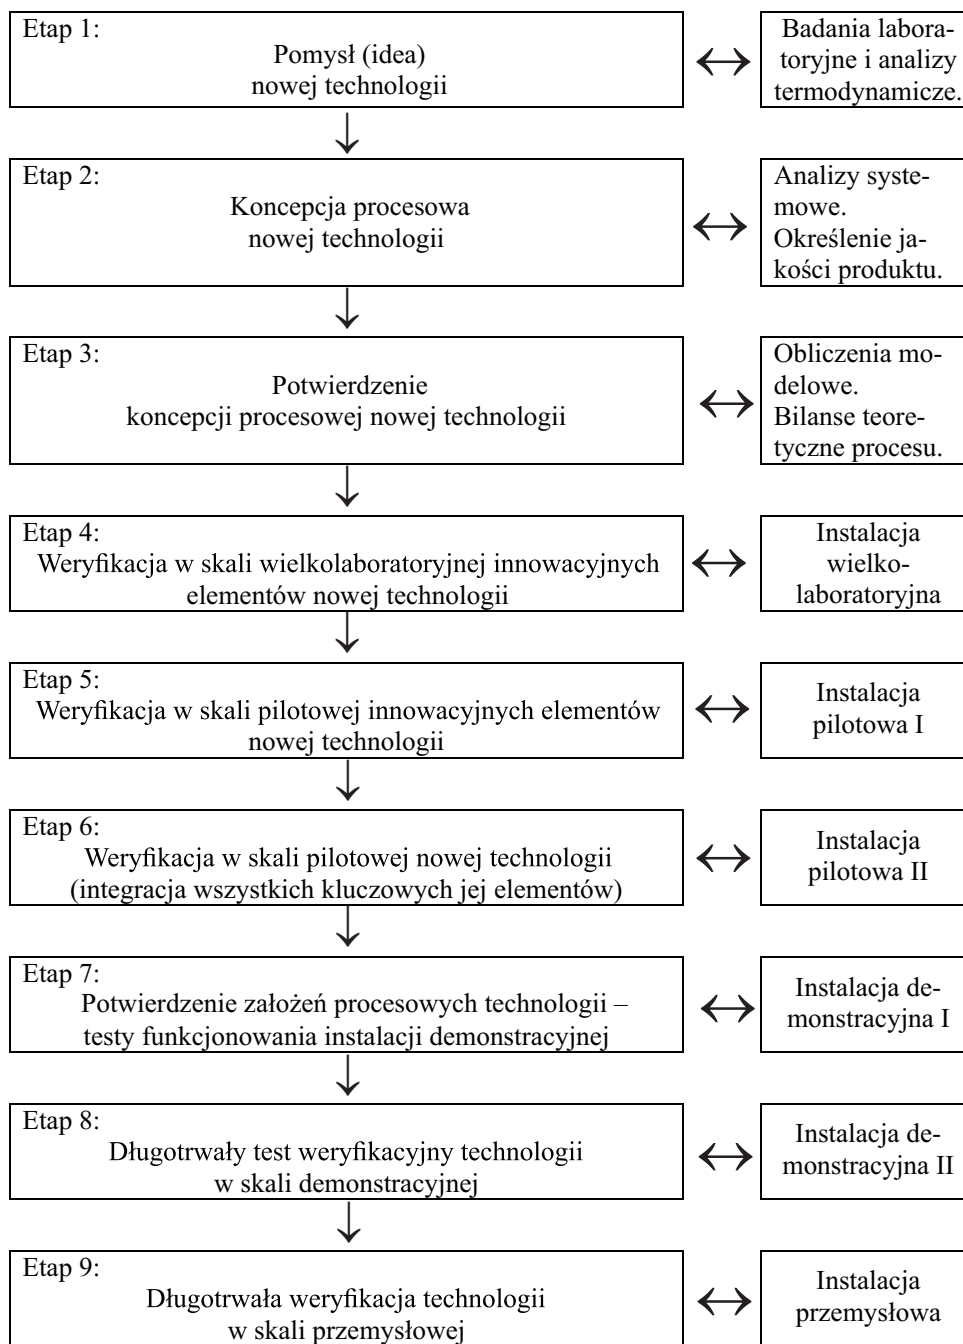 Etap 1:
Pomysł (idea)
nowej technologii
Badania labora-
toryjne i analizy
termodynamicze.
Etap 2:
Koncepcja procesowa
nowej technologii
Analizy syste-
mowe.
Określenie ja-
kości produktu.
Etap 3:
Potwierdzenie
koncepcji procesowej nowej technologii
Obliczenia mo-
delowe.
Bilanse teore-
tyczne procesu.
Etap 4:
Weryfikacja w skali wielkolaboratoryjnej innowacyjnych
elementów nowej technologii
Instalacja
wielko-
laboratoryjna
Etap 5:
Weryfikacja w skali pilotowej innowacyjnych elementów
nowej technologii
Instalacja
pilotowa I
Etap 6:
Weryfikacja w skali pilotowej nowej technologii
(integracja wszystkich kluczowych jej elementów)
Instalacja
pilotowa II
Etap 7:
Potwierdzenie założeń procesowych technologii –
testy funkcjonowania instalacji demonstracyjnej
Instalacja de-
monstracyjna I
Etap 8:
Długotrwały test weryfikacyjny technologii
w skali demonstracyjnej
Instalacja de-
monstracyjna II
Etap 9:
Długotrwała weryfikacja technologii
w skali przemysłowej
Instalacja
przemysłowa